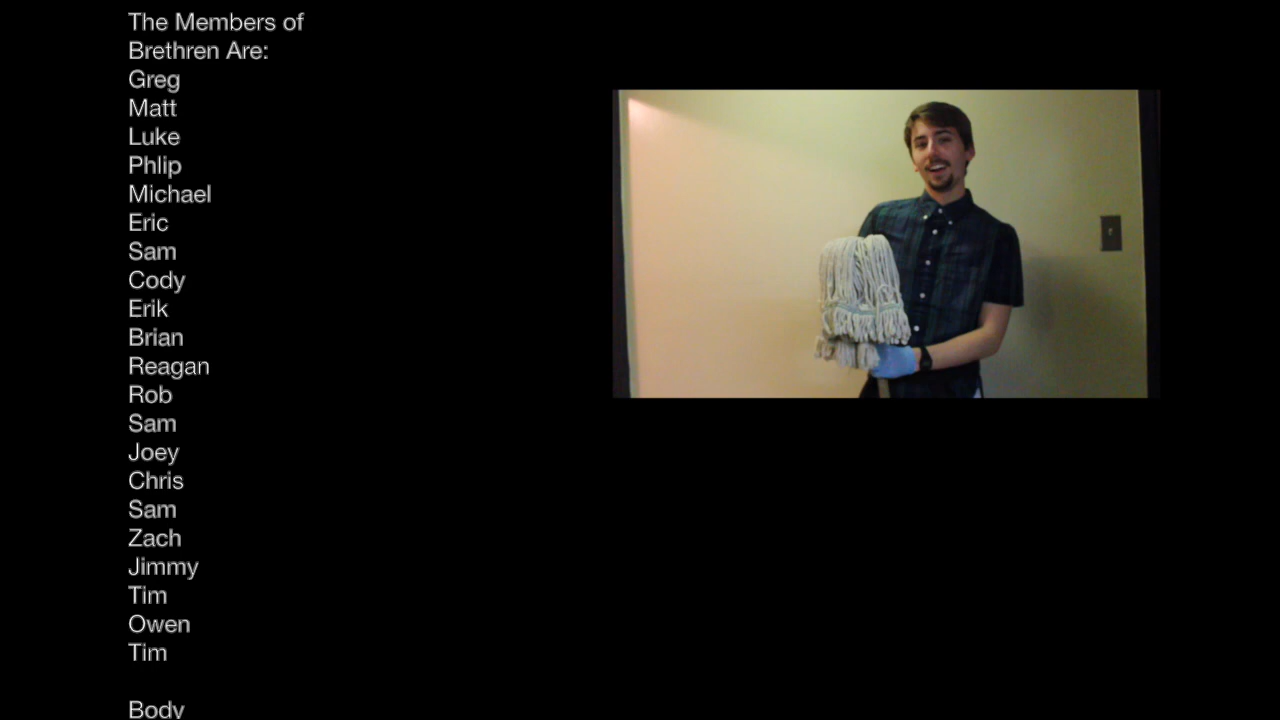 The Members of
Brethren Are:
Greg
Matt
Luke
Phlip
Michael
Eric
Sam
Cody
Erik
Brian
Reagan
Rob
Sam
Joey
Chris
Sam
Zach
Jimmy
Tim
Owen
Tim
Body